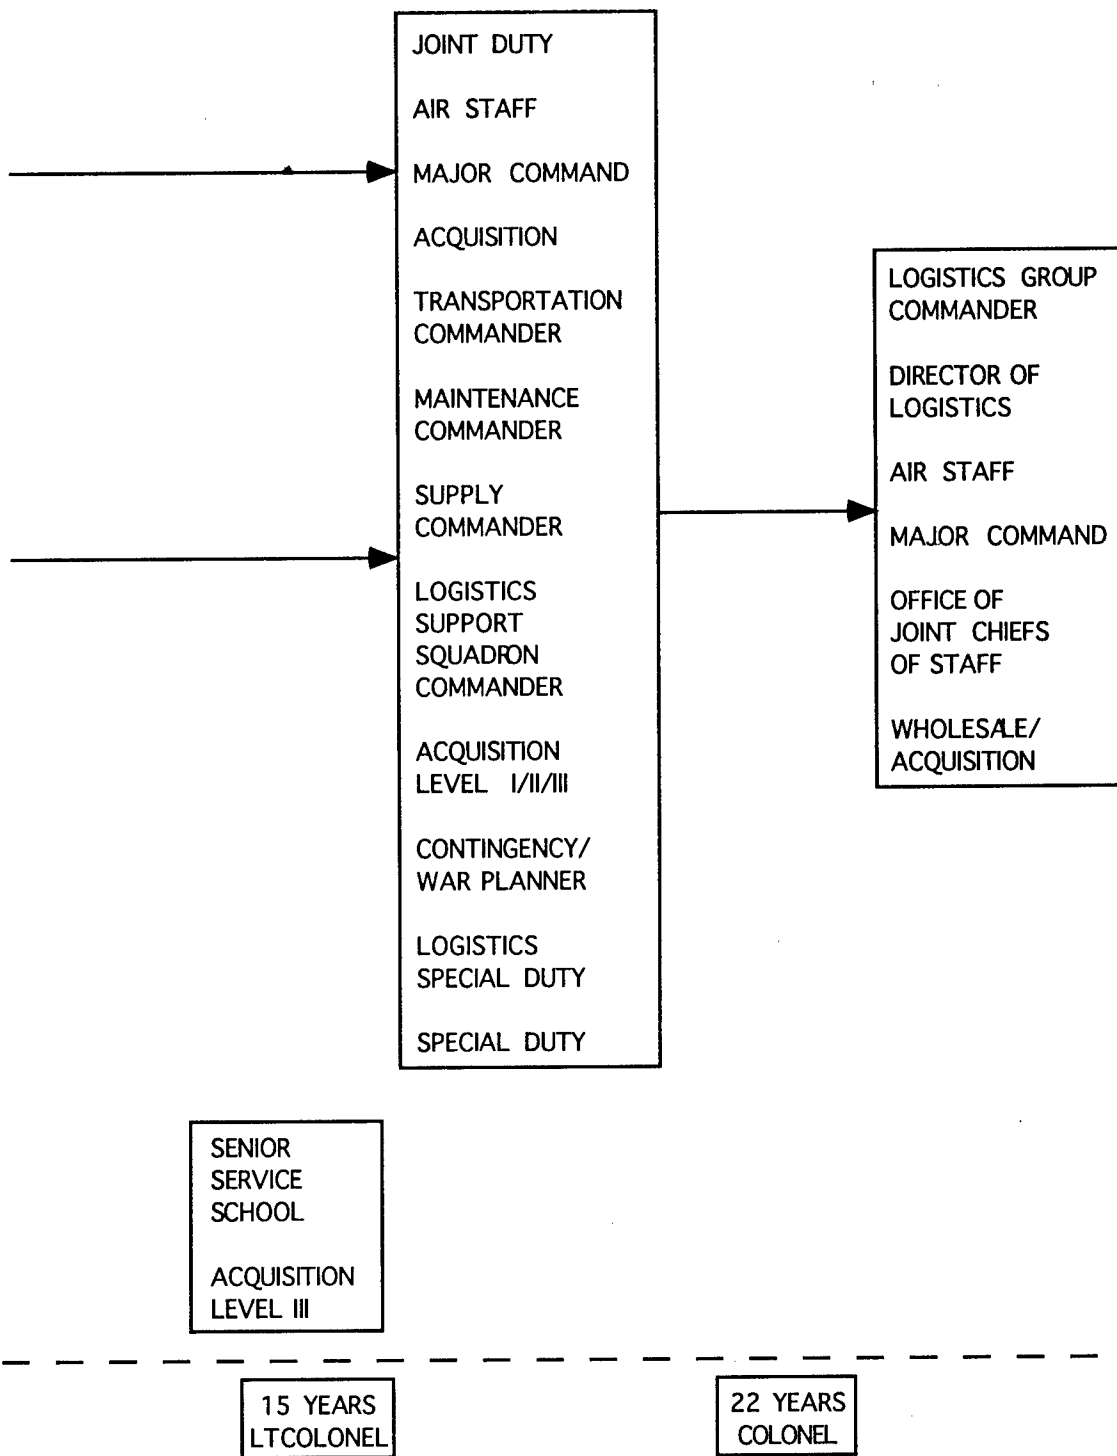 JOINT DUTY
AIR STAFF
MAJOR COMMAND
ACQUISITION
TRANSPORTATION
COMMANDER
MAINTENANCE
COMMANDER
SUPPLY
COMMANDER
LOGISTICS
SUPPORT
SQUADRON
COMMANDER
ACQUISITION
LEVEL I/II/III
CONTINGENCY/
WAR PLANNER
LOGISTICS
SPECIAL DUTY
SPECIAL DUTY
LOGISTICS GROUP
COMMANDER
DIRECTOR OF
LOGISTICS
AIR STAFF
MAJOR COMMAND
OFFICE OF
JOINT CHIEFS
OF STAFF
WHOLESALE/
ACQUISITION
SENIOR
SERVICE
SCHOOL
ACQUISITION
LEVEL III
15 YEARS
LTCOLONEL
22 YEARS
COLONEL